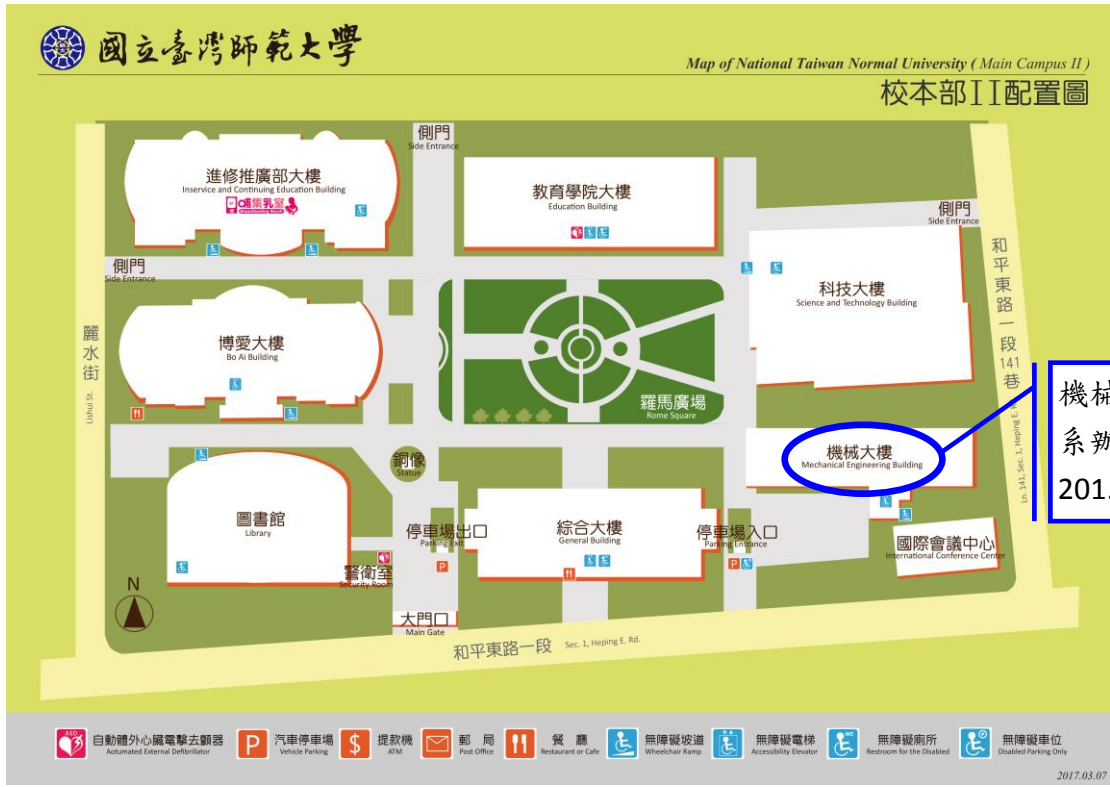 國立臺灣師範大學
Map of National Taiwan Normal University ( Main Campus II )
校本部II配置圖
側門
Side Entrance
進修推廣部大樓
Inservice and Continuing Education Building
哺集乳室
Breastfeeding Room
教育學院大樓
Education Building
側門
Side Entrance
側門
Side Entrance
和平東路一段141巷
Ln. 141, Sec. 1, Heping E.
科技大樓
Science and Technology Building
麗水街
Lishui St.
博愛大樓
Bo Ai Building
羅馬廣場
Rome Square
機械大樓
Mechanical Engineering Building
機械
系辦
201
銅像
Statue
圖書館
Library
停車場出口
Parking Exit
P
綜合大樓
General Building
停車場入口
Parking Entrance
P
國際會議中心
International Conference Center
警衛室
Security Room
N
大門口
Main Gate
和平東路一段 Sec. 1, Heping E. Rd.
AED
自動體外心臟電擊去顫器
Automated External Defibrillator
P
汽車停車場
Vehicle Parking
$
提款機
ATM
郵 局
Post Office
餐 廳
Restaurant or Cafe
無障礙坡道
Wheelchair Ramp
無障礙電梯
Accessibility Elevator
WC
無障礙廁所
Restroom for the Disabled
P
無障礙車位
Disabled Parking Only
2017.03.07